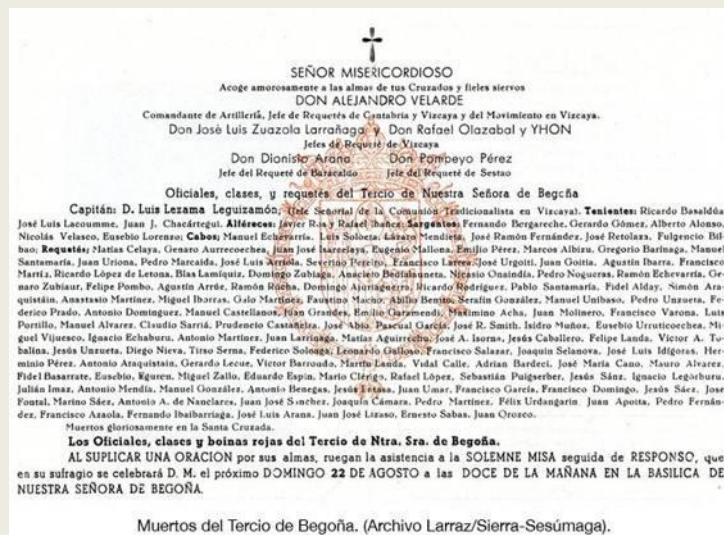 SEÑOR MISERICORDIOSO
Acoge amorosamente a las almas de tus Cruzados y fieles siervos
DON ALEJANDRO VELARDE
Comandante de Artillería, Jefe de Requetés de Cantabria y Vizcaya y del Movimiento en Vizcaya.
Don José Luis Zuazola Larrañaga y Don Rafael Olazabal y YHON
Jefes de Requeté de Vizcaya
Don Dionisio Arana Don Pompeyo Pérez
Jefe del Requeté de Baracaldo Jefe del Requeté de Sestao
Oficiales, clases, y requetés del Tercio de Nuestra Señora de Begoña
Capitán: D. Luis Lezama Leguizamón, (Jefe Señorial de la Comunión Tradicionalista en Vizcaya). Tenientes: Ricardo Basaldúa
José Luis Lacoumme, Juan J. Chacártegui. Alféreces: Javier Ros y Rafael Ibáñez; Sargentos: Fernando Bergareche, Gerardo Gómez, Alberto Alonso,
Nicolás Velasco, Eusebio Lorenzo; Cabos; Manuel Echevarría, Luis Soloeta, Lázaro Mendieta, José Ramón Fernández, José Retolaza, Fulgencio Bil-
bao; Requetés; Matías Celaya, Genaro Aurrecoechea, Juan José Ibarcelaya, Eugenio Mallona, Emilio Pérez, Marcos Albizu, Gregorio Barinaga, Manuel
Santamaría, Juan Uriona, Pedro Marcaida, José Luis Arriola, Severino Pereiro, Francisco Larrea, José Urgoiti, Juan Goitia, Agustín Ibarra, Francisco
Martíz, Ricardo López de Letona, Blas Lamíquiz, Domingo Zubiaga, Anacleto Bedialauneta, Nicasio Onaindía, Pedro Nogueras, Ramón Echevarría, Ge-
naro Zubiaur, Felipe Pombo, Agustín Arrúe, Ramón Rueha, Domingo Ajuriagüerra, Ricardo Rodríguez, Pablo Santamaría, Fidel Alday, Simón Ara-
quistáin, Anastasio Martínez, Miguel Iborras, Galo Martínez, Faustino Macho, Abilio Benito, Serafín González, Manuel Unibaso, Pedro Unzueta, Fe-
derico Prado, Antonio Domínguez, Manuel Castellanos, Juan Grandes, Emilio Garamendi, Maximino Acha, Juan Molinero, Francisco Varona, Luis
Portillo, Manuel Alvarez, Claudio Sarriá, Prudencio Castañeira, José Abio, Pascual García, José R. Smith, Isidro Muñoz, Eusebio Urruticoechea, Mi-
guel Vijuesco, Ignacio Echaburu, Antonio Martínez, Juan Larrinaga, Matías Aguirrecho, José A. Isorna, Jesús Caballero, Felipe Landa, Víctor A. To-
balina, Jesús Unzueta, Diego Nieva, Tirso Serna, Federico Sologa, Leonardo Galloso, Francisco Salazar, Joaquín Selanova, José Luis Idígoras, Her-
minio Pérez, Antonio Araquistain, Gerardo Lecue, Víctor Barroudo, Martín Landa, Vidal Calle, Adrián Bardeci, José María Cano, Mauro Alvarez,
Fidel Basarrate, Eusebio, Eguren, Miguel Zallo, Eduardo Espín, Mario Clérigo, Rafael López, Sebastián Puigserber, Jesús Sánz, Ignacio Legórburu,
Julián Imaz, Antonio Mendía, Manuel González, Antonio Benegas, Jesús Llosa, Juan Umar, Francisco García, Francisco Domingo, Jesús Sáez, Jose
Fontal, Marino Sáez, Antonio A. de Nanclares, Juan José Sánchez, Joaquín Cámara, Pedro Martínez, Félix Urdangarin, Juan Apoita, Pedro Fernán-
dez, Francisco Azaola, Fernando Ibaibarriaga, José Luis Arana, Juan José Lizaso, Ernesto Sabas, Juan Orozco.
Muertos gloriosamente en la Santa Cruzada.
Los Oficiales, clases y boinas rojas del Tercio de Ntra. Sra. de Begoña.
AL SUPLICAR UNA ORACION por sus almas, ruegan la asistencia a la SOLEMNE MISA seguida de RESPONSO, que
en su sufragio se celebrará D. M. el próximo DOMINGO 22 DE AGOSTO a las DOCE DE LA MAÑANA EN LA BASILICA DE
NUESTRA SEÑORA DE BEGOÑA.
Muertos del Tercio de Begoña. (Archivo Larraz/Sierra-Sesúmaga).